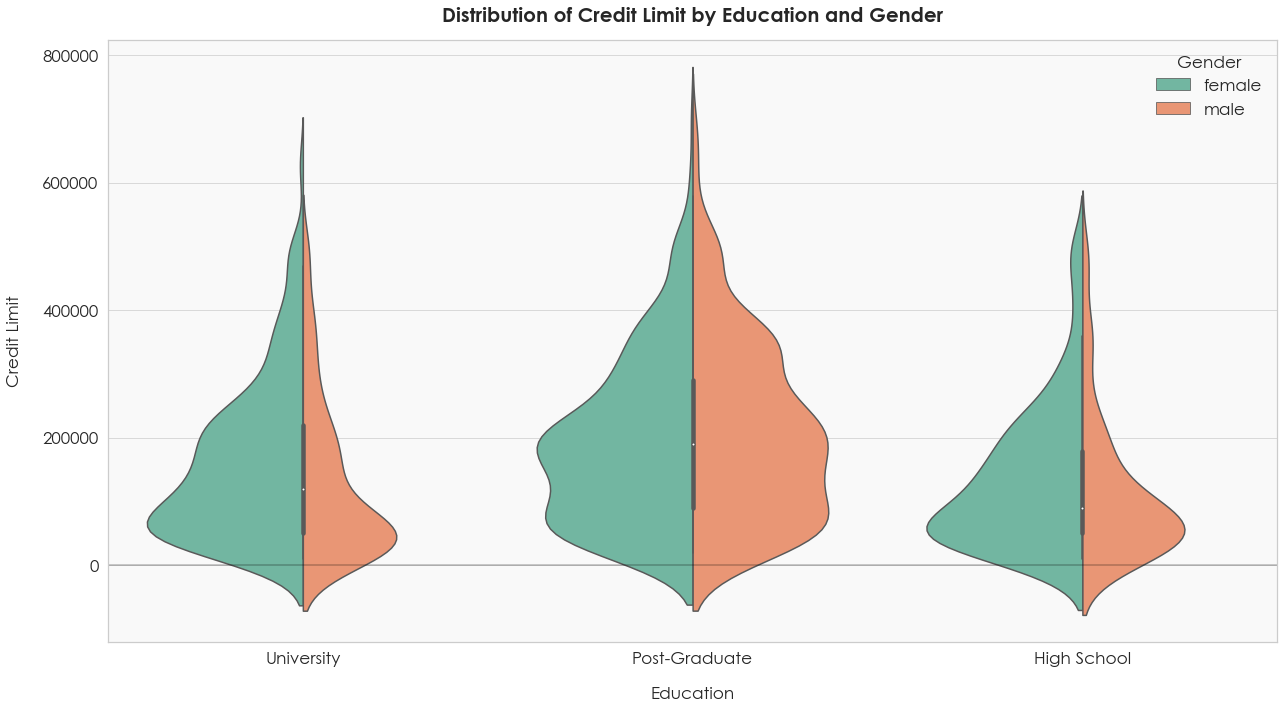 Distribution of Credit Limit by Education and Gender
800000
600000
400000
200000
0
Credit Limit
Gender
female
male
University
Post-Graduate
High School
Education